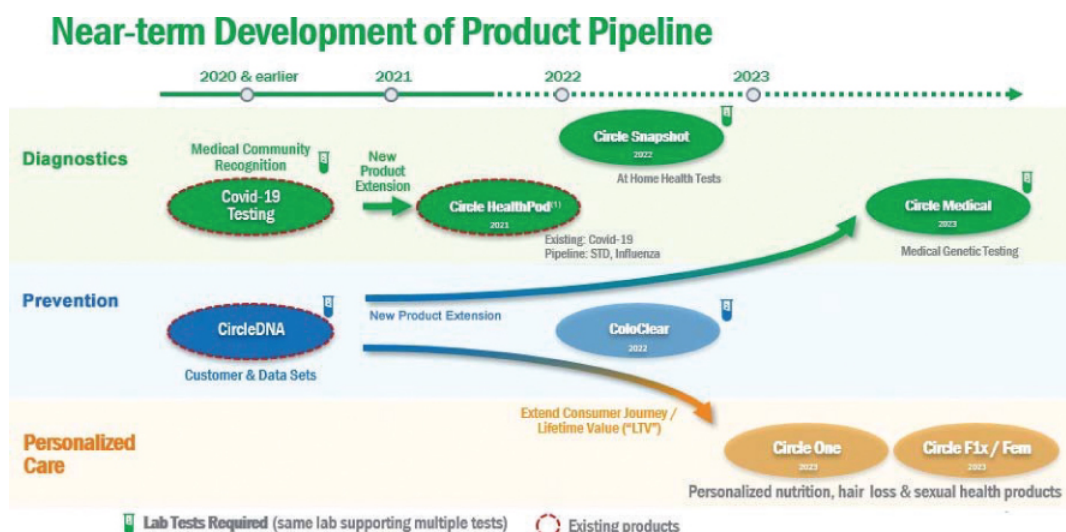 Near-term Development of Product Pipeline
2020 & earlier
2021
2022
2023
Diagnostics
Medical Community
Recognition
Covid-19
Testing
New
Product
Extension
Circle HealthPod(1)
2021
Existing: Covid-19
Pipeline: STD, Influenza
Circle Snapshot
2022
At Home Health Tests
Circle Medical
2023
Medical Genetic Testing
Prevention
CircleDNA
Customer & Data Sets
New Product Extension
ColoClear
2022
Personalized
Care
Extend Consumer Journey /
Lifetime Value ("LTV")
Circle One
2023
Circle F1x / Fem
2023
Personalized nutrition, hair loss & sexual health products
Lab Tests Required (same lab supporting multiple tests)
Existing products